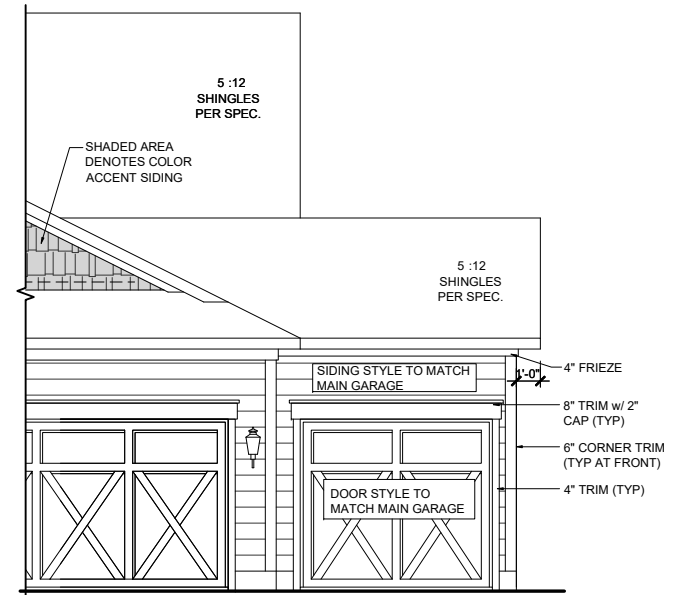 5 :12
SHINGLES
PER SPEC.
SHADED AREA
DENOTES COLOR
ACCENT SIDING
5 :12
SHINGLES
PER SPEC.
4" FRIEZE
1'-0"
SIDING STYLE TO MATCH
MAIN GARAGE
8" TRIM w/ 2"
CAP (TYP)
6" CORNER TRIM
(TYP AT FRONT)
DOOR STYLE TO
MATCH MAIN GARAGE
4" TRIM (TYP)